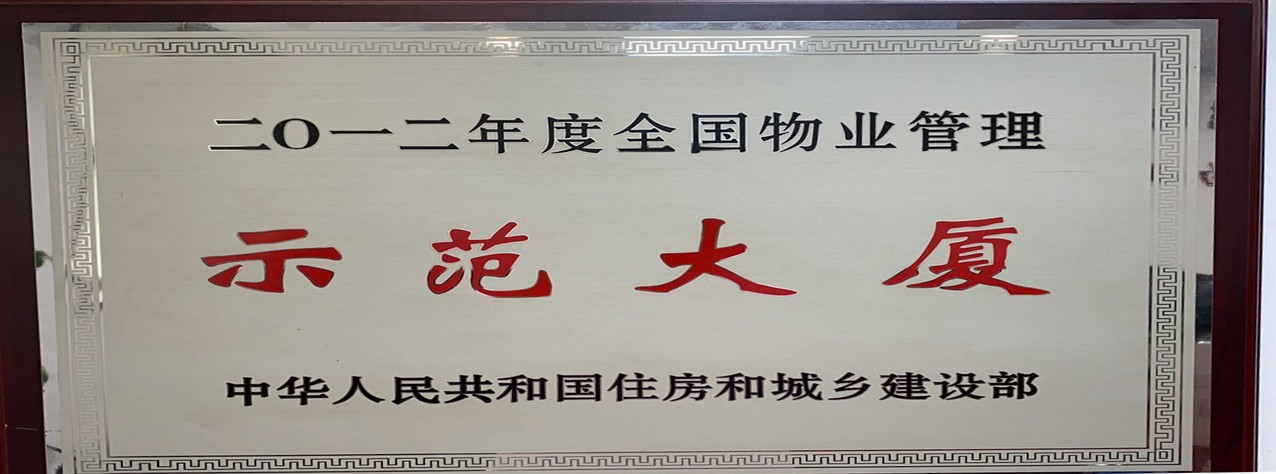 二〇一二年度全国物业管理
示范大厦
中华人民共和国住房和城乡建设部